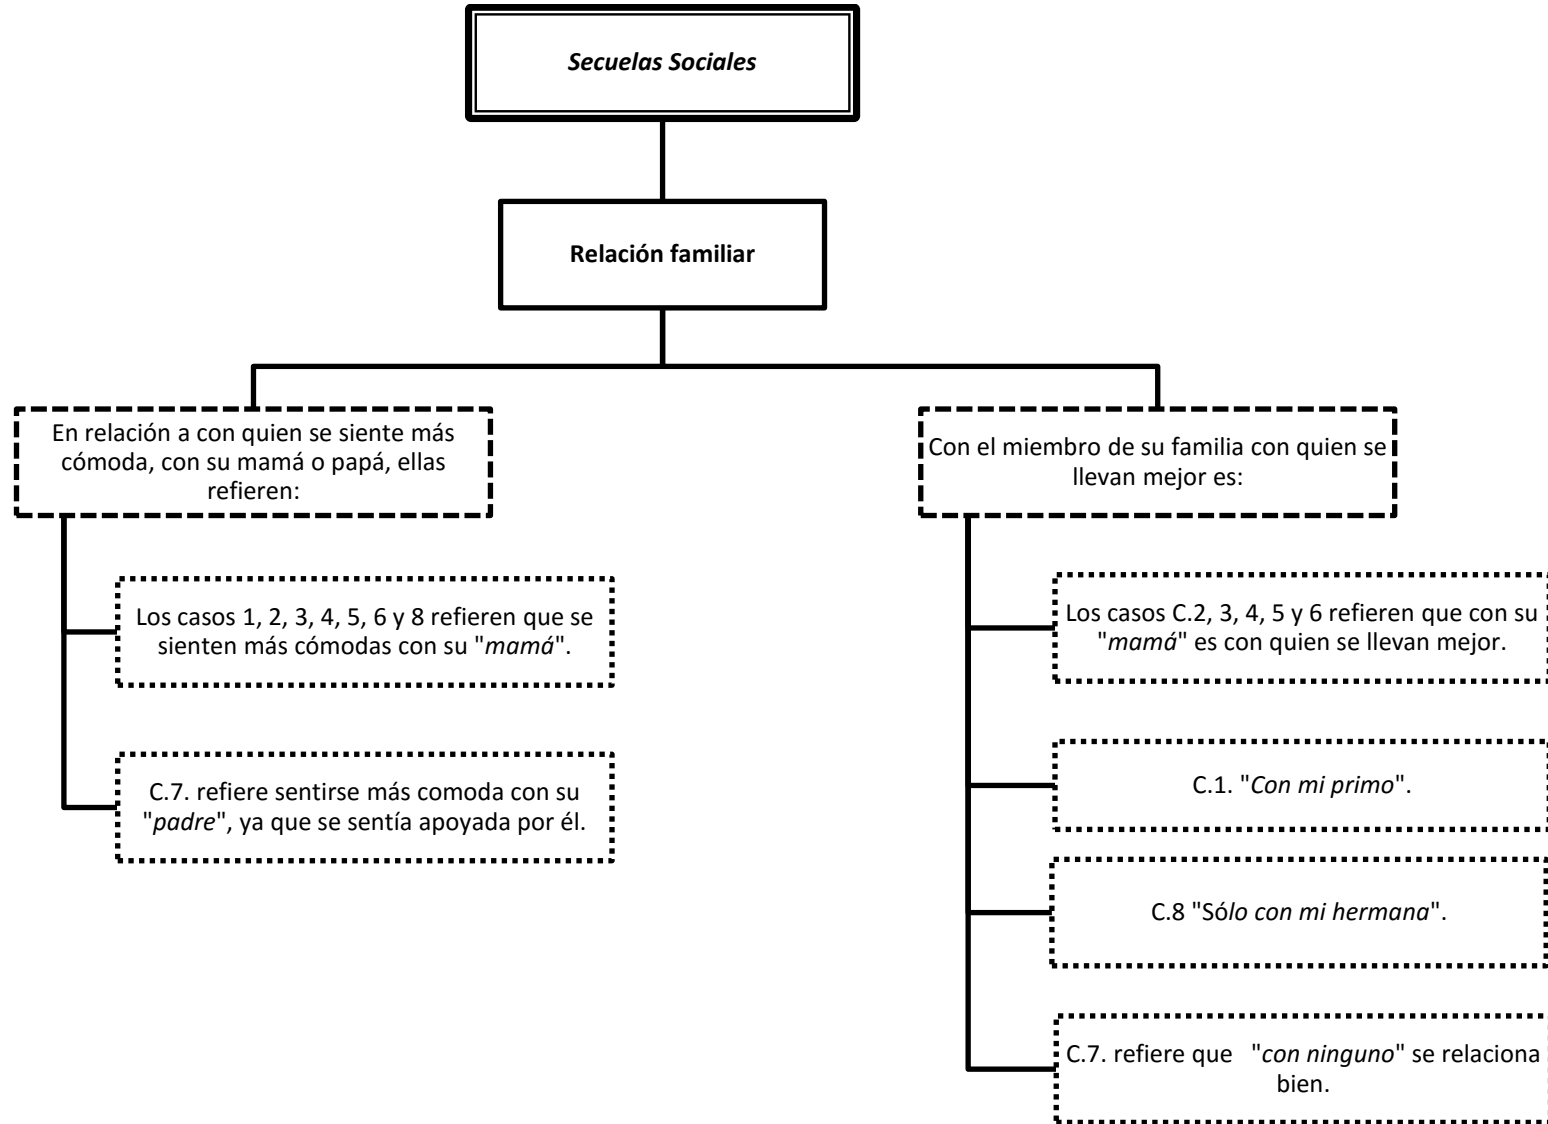 Secuelas Sociales
Relación familiar
En relación a con quien se siente más
cómoda, con su mamá o papá, ellas
refieren:
Los casos 1, 2, 3, 4, 5, 6 y 8 refieren que se
sienten más cómodas con su "mamá".
C.7. refiere sentirse más comoda con su
"padre", ya que se sentía apoyada por él.
Con el miembro de su familia con quien se
llevan mejor es:
Los casos C.2, 3, 4, 5 y 6 refieren que con su
"mamá" es con quien se llevan mejor.
C.1. "Con mi primo".
C.8 "Sólo con mi hermana".
C.7. refiere que "con ninguno" se relaciona
bien.